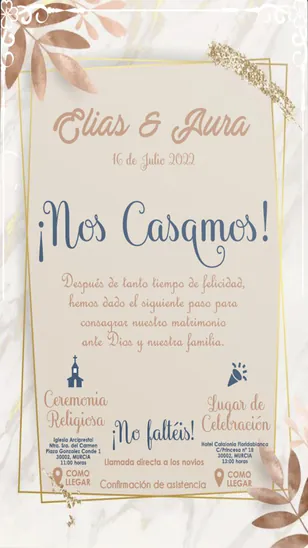 Elias & Aura
16 de Julio 2022
¡Nos Casamos!
Después de tanto tiempo de felicidad,
hemos dado el siguiente paso para
consagrar nuestro matrimonio
ante Dios y nuestra familia.
Ceremonia
Religiosa
Iglesia Arciprestal
Ntra. Sra. del Carmen
Plaza Gonzalez Conde 1
30002, MURCIA
11:00 horas
COMO
LLEGAR
¡No faltéis!
Llamada directa a los novios
Confirmación de asistencia
Lugar de
Celebración
Hotel Catalonia Floridablanca
C/Princesa nº 18
30002, MURCIA
13:00 horas
COMO
LLEGAR